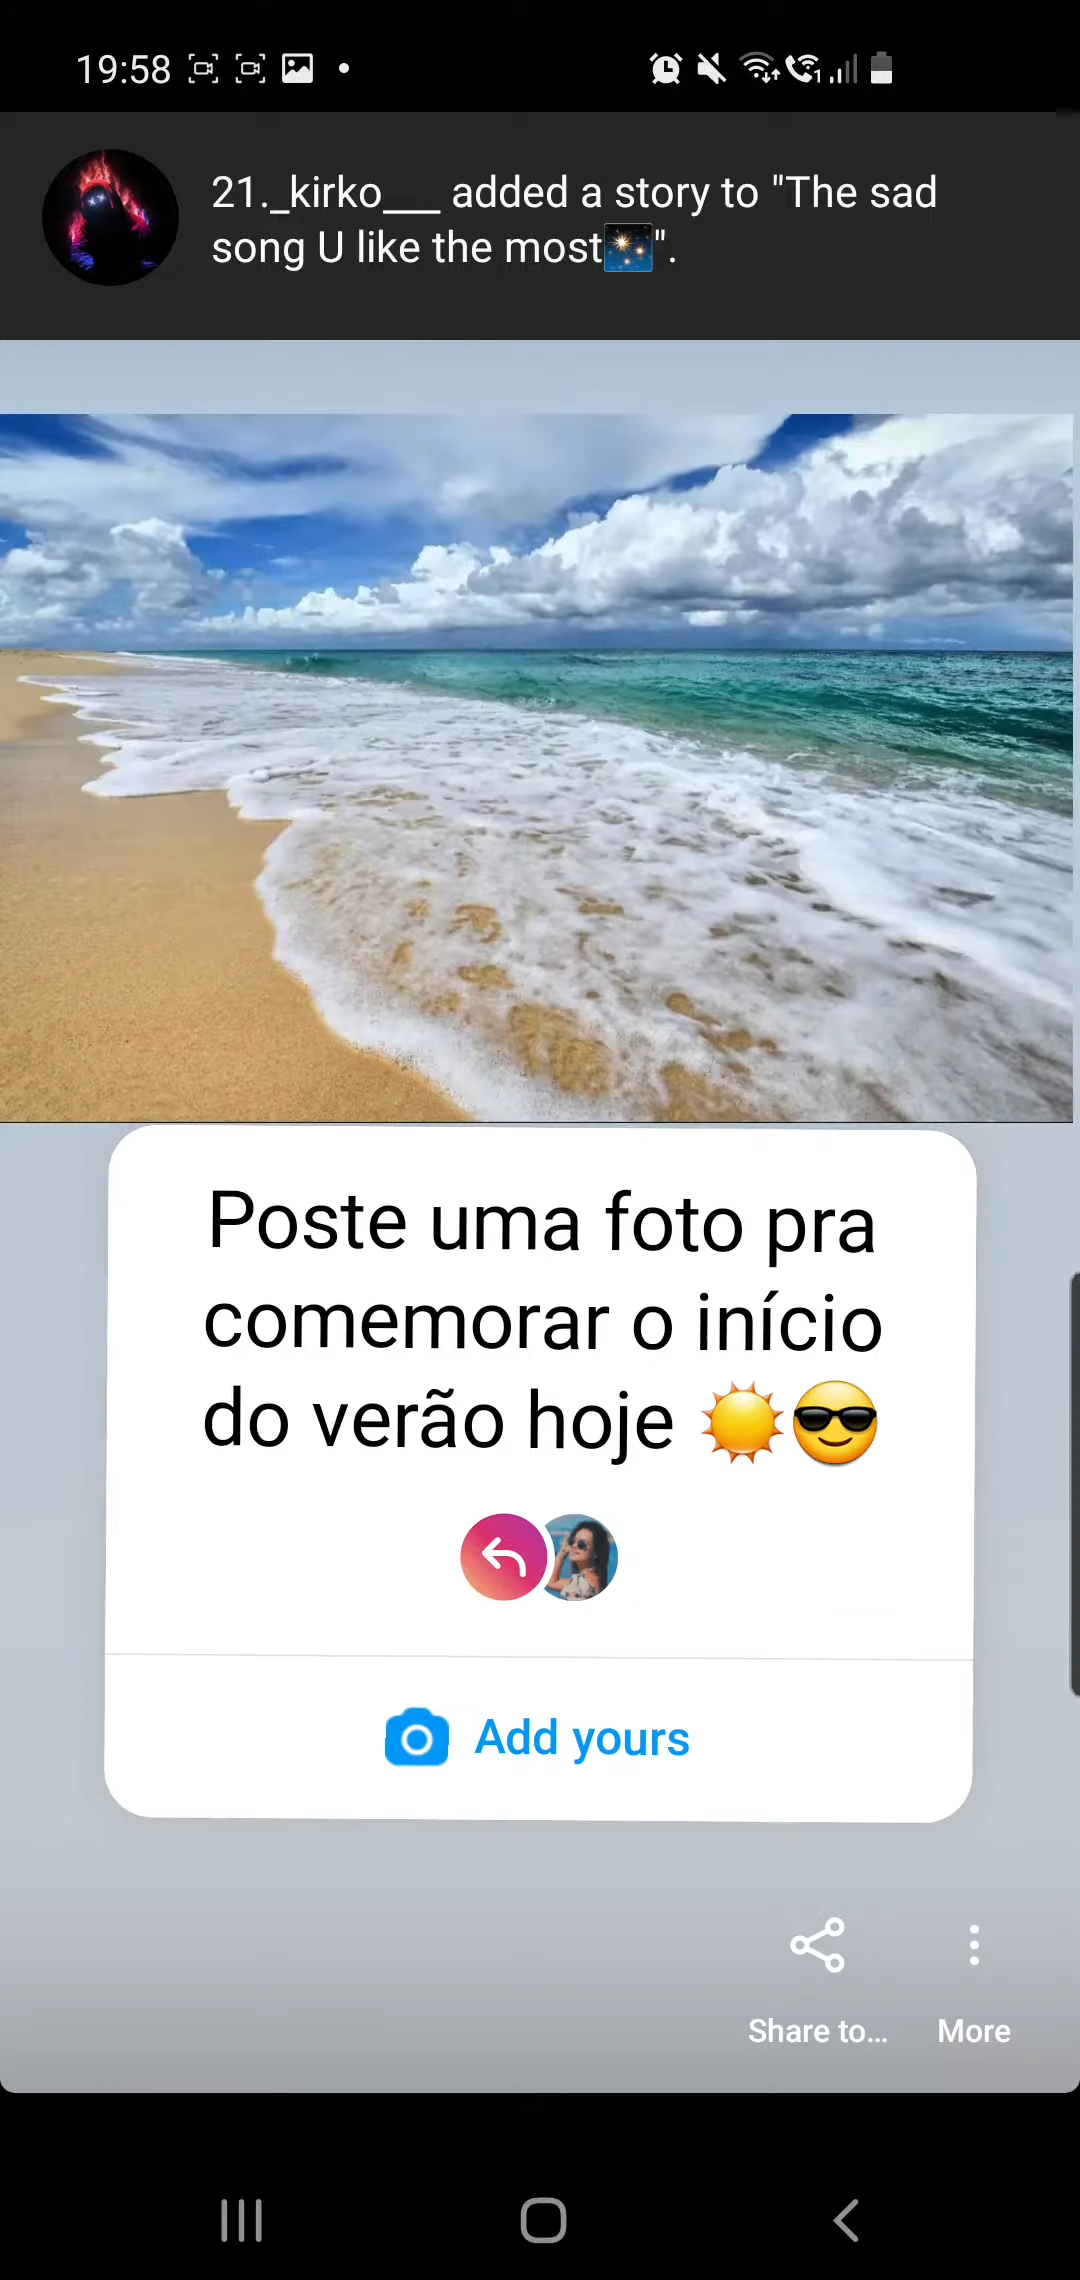 19:58
21._kirko___ added a story to "The sad
song U like the most🎇".
Poste uma foto pra
comemorar o início
do verão hoje ☀️😎
Add yours
Share to...
More